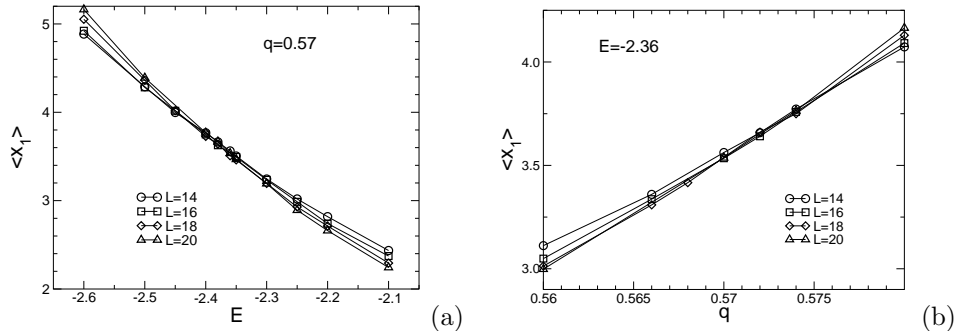 5
4
3
2
<x₁>
q=0.57
L=14
L=16
L=18
L=20
-2.6 -2.5 -2.4 -2.3 -2.2 -2.1
E
(a)
4.0
3.5
3.0
<x₁>
E=-2.36
L=14
L=16
L=18
L=20
0.56 0.565 0.57 0.575
q
(b)